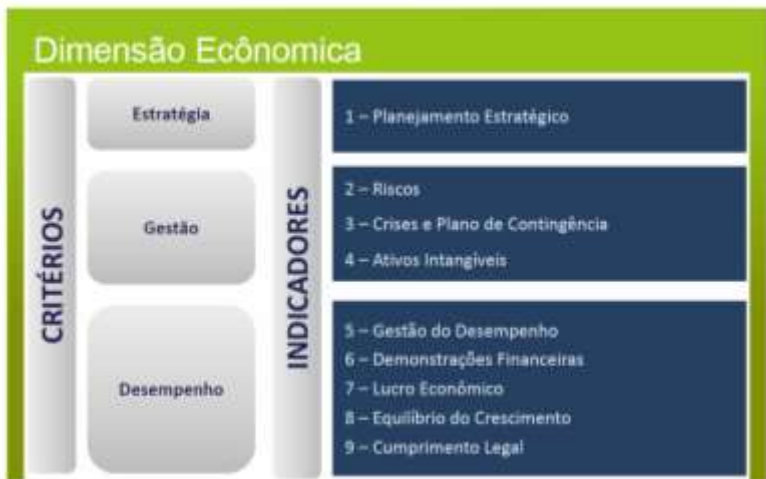 Dimensão Ecônomica
CRITÉRIOS
Estratégia
INDICADORES
1 – Planejamento Estratégico
Gestão
2 – Riscos
3 – Crises e Plano de Contingência
4 – Ativos Intangíveis
Desempenho
5 – Gestão do Desempenho
6 – Demonstrações Financeiras
7 – Lucro Econômico
8 – Equilíbrio do Crescimento
9 – Cumprimento Legal